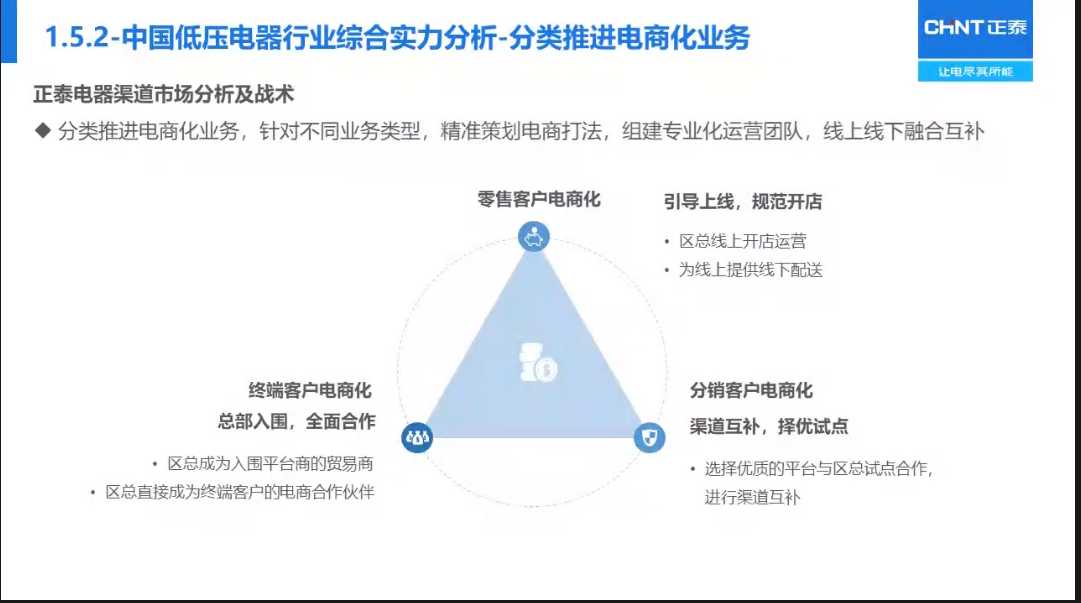 1.5.2-中国低压电器行业综合实力分析-分类推进电商化业务
CHNT 正泰
让电尽其所能
正泰电器渠道市场分析及战术
◆ 分类推进电商化业务，针对不同业务类型，精准策划电商打法，组建专业化运营团队，线上线下融合互补
零售客户电商化
引导上线，规范开店
• 区总线上开店运营
• 为线上提供线下配送
$
终端客户电商化
总部入围，全面合作
• 区总成为入围平台商的贸易商
• 区总直接成为终端客户的电商合作伙伴
分销客户电商化
渠道互补，择优试点
• 选择优质的平台与区总试点合作，
进行渠道互补